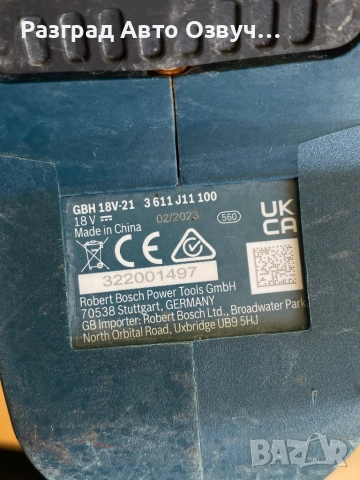 Разград Авто Озвуч...
GBH 18V-21 3 611 J11 100
18 V
02/2023
560
Made in China
UK
CA
322001497
Robert Bosch Power Tools GmbH
70538 Stuttgart, GERMANY
GB Importer: Robert Bosch Ltd., Broadwater Park,
North Orbital Road, Uxbridge UB9 5HJ
BAZAR